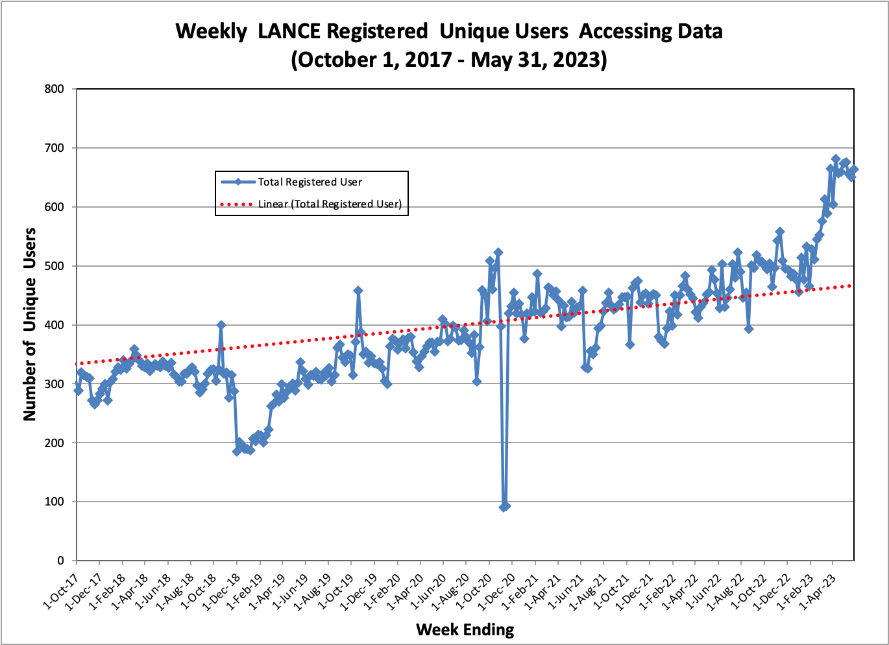 Weekly LANCE Registered Unique Users Accessing Data
(October 1, 2017 - May 31, 2023)
800
700
600
500
400
300
200
100
0
Number of Unique Users
Total Registered User
Linear (Total Registered User)
1-Oct-17
1-Dec-17
1-Feb-18
1-Apr-18
1-Jun-18
1-Aug-18
1-Oct-18
1-Dec-18
1-Feb-19
1-Apr-19
1-Jun-19
1-Aug-19
1-Oct-19
1-Dec-19
1-Feb-20
1-Apr-20
1-Jun-20
1-Aug-20
1-Oct-20
1-Dec-20
1-Feb-21
1-Apr-21
1-Jun-21
1-Aug-21
1-Oct-21
1-Dec-21
1-Feb-22
1-Apr-22
1-Jun-22
1-Aug-22
1-Oct-22
1-Dec-22
1-Feb-23
1-Apr-23
Week Ending